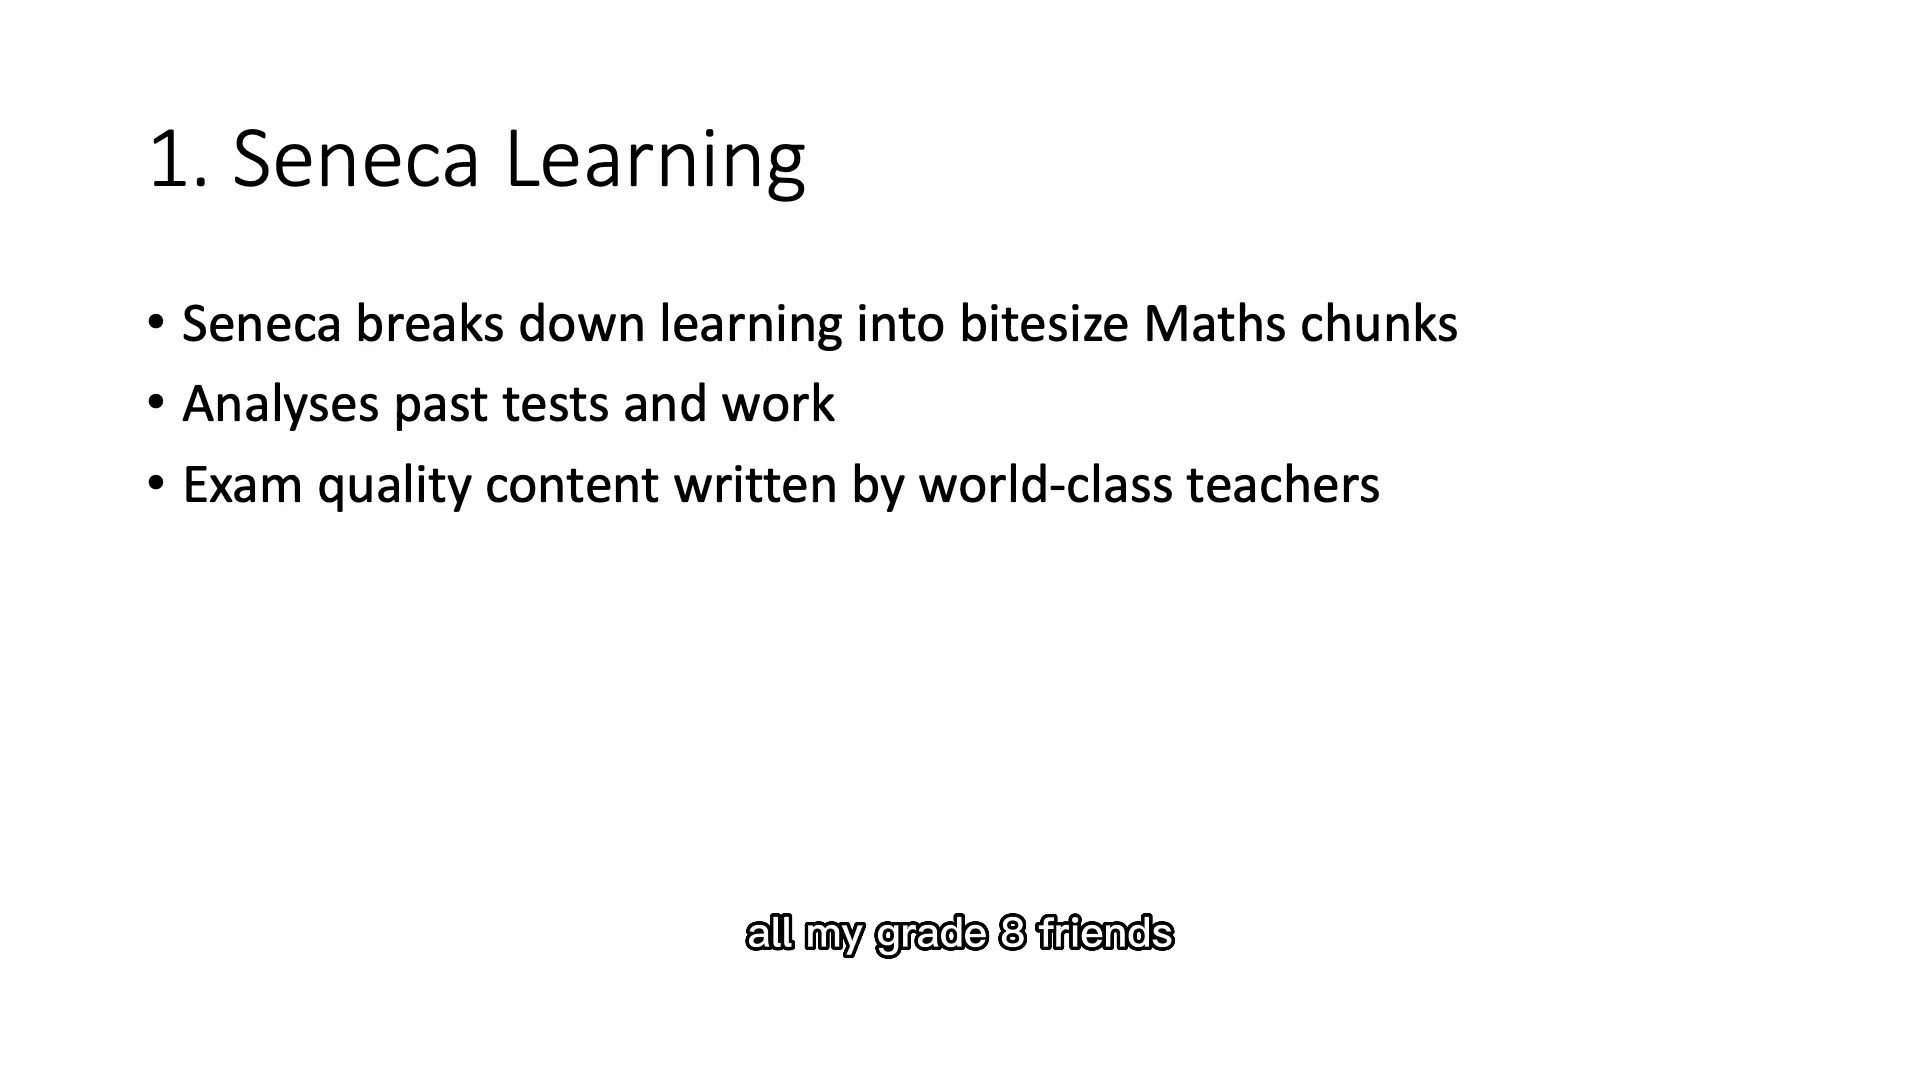 1. Seneca Learning
• Seneca breaks down learning into bitesize Maths chunks
• Analyses past tests and work
• Exam quality content written by world-class teachers
all my grade 8 friends